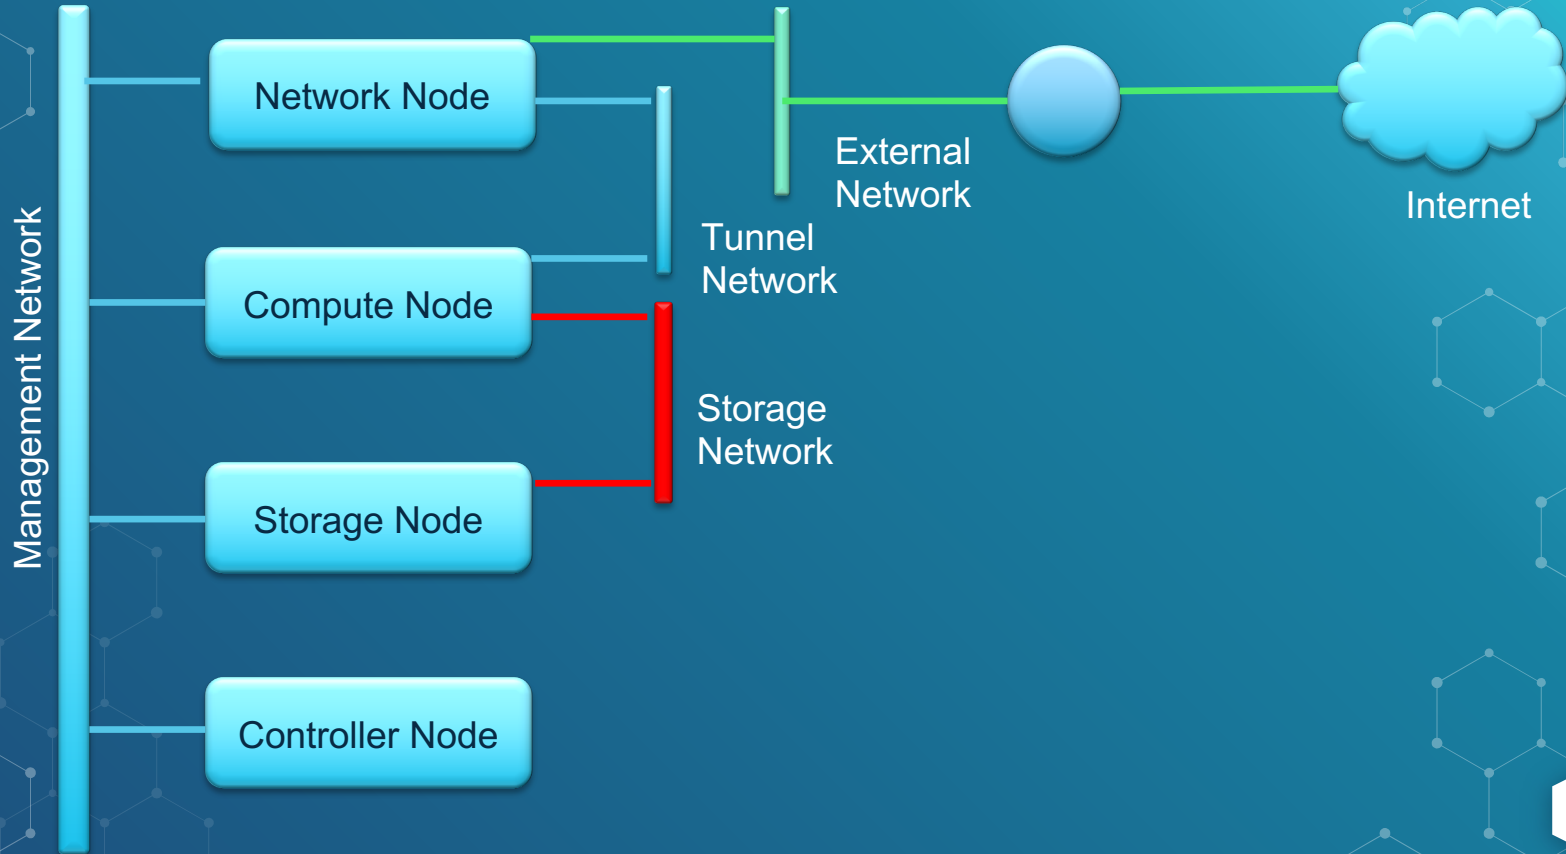 Management Network
Network Node
External
Network
Internet
Tunnel
Network
Compute Node
Storage
Network
Storage Node
Controller Node